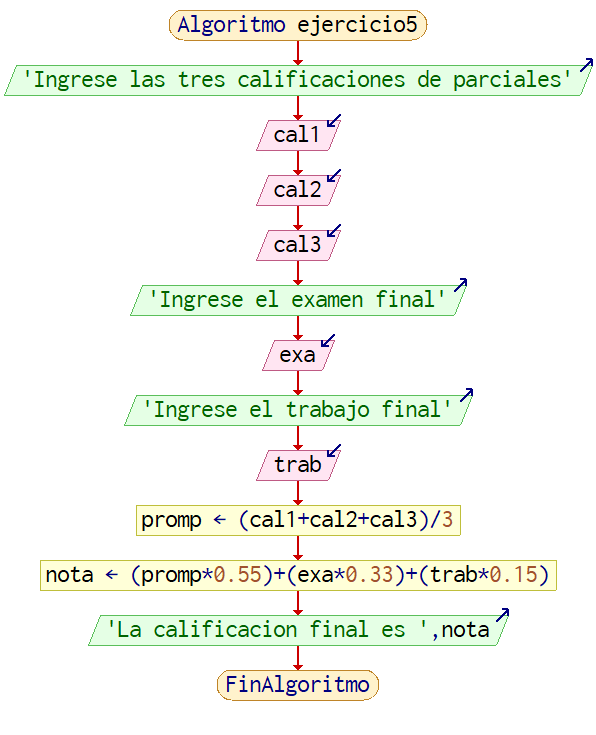 Algoritmo ejercicio5
'Ingrese las tres calificaciones de parciales'
cal1
cal2
cal3
'Ingrese el examen final'
exa
'Ingrese el trabajo final'
trab
promp ← (cal1+cal2+cal3)/3
nota ← (promp*0.55)+(exa*0.33)+(trab*0.15)
'La calificacion final es ',nota
FinAlgoritmo